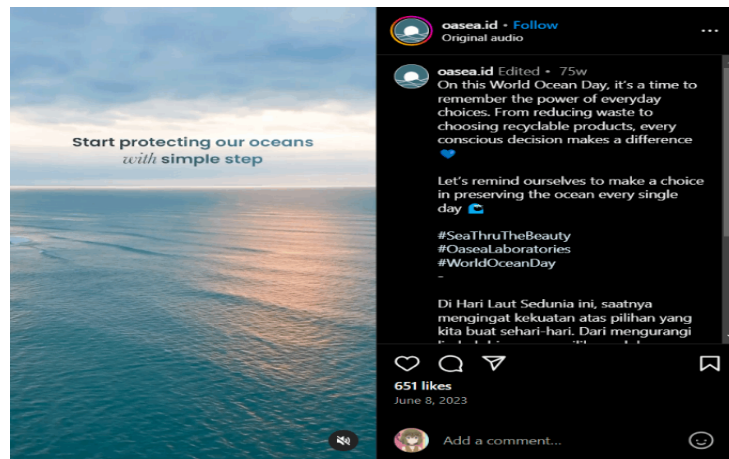 Start protecting our oceans
with simple step
oasea.id • Follow
Original audio
oasea.id Edited • 75w
On this World Ocean Day, it's a time to
remember the power of everyday
choices. From reducing waste to
choosing recyclable products, every
conscious decision makes a difference
💙
Let's remind ourselves to make a choice
in preserving the ocean every single
day 🌊
#SeaThruTheBeauty
#OaseaLaboratories
#WorldOceanDay
-
Di Hari Laut Sedunia ini, saatnya
mengingat kekuatan atas pilihan yang
kita buat sehari-hari. Dari mengurangi
651 likes
June 8, 2023
Add a comment...